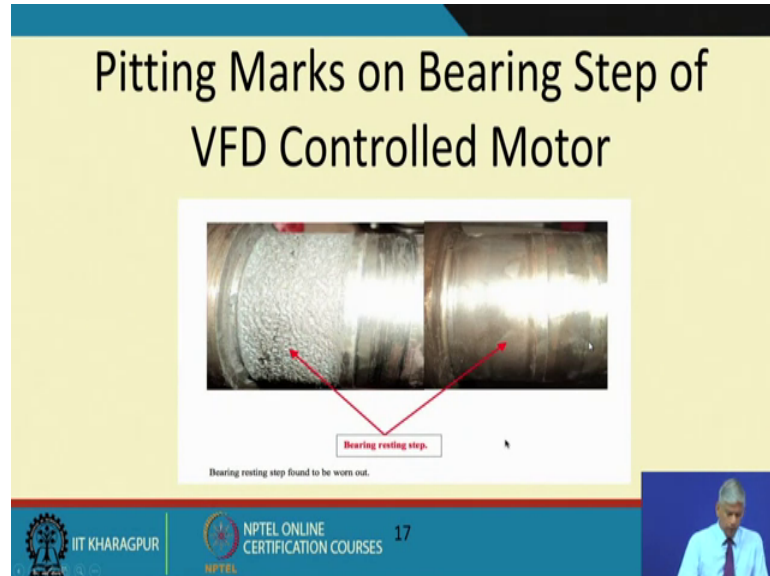 Pitting Marks on Bearing Step of
VFD Controlled Motor
Bearing resting step.
Bearing resting step found to be worn out.
IIT KHARAGPUR
NPTEL
NPTEL ONLINE
CERTIFICATION COURSES
17